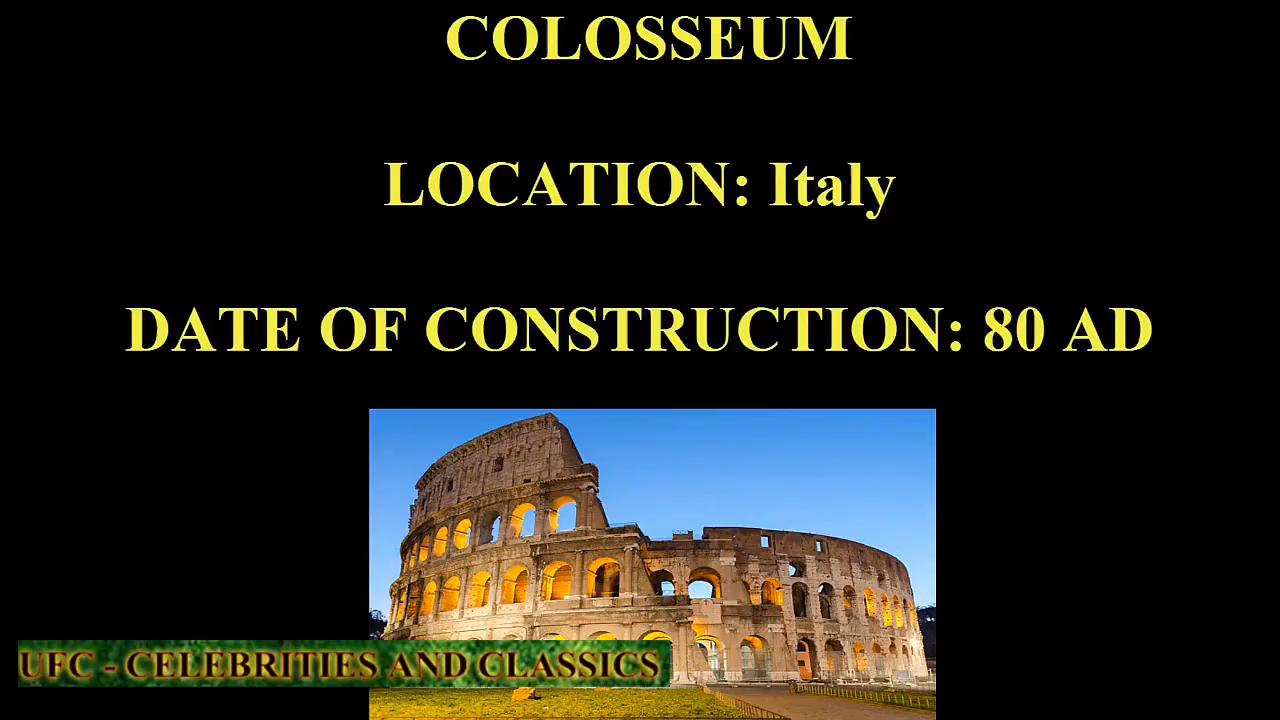 COLOSSEUM
LOCATION: Italy
DATE OF CONSTRUCTION: 80 AD
UFC - CELEBRITIES AND CLASSICS